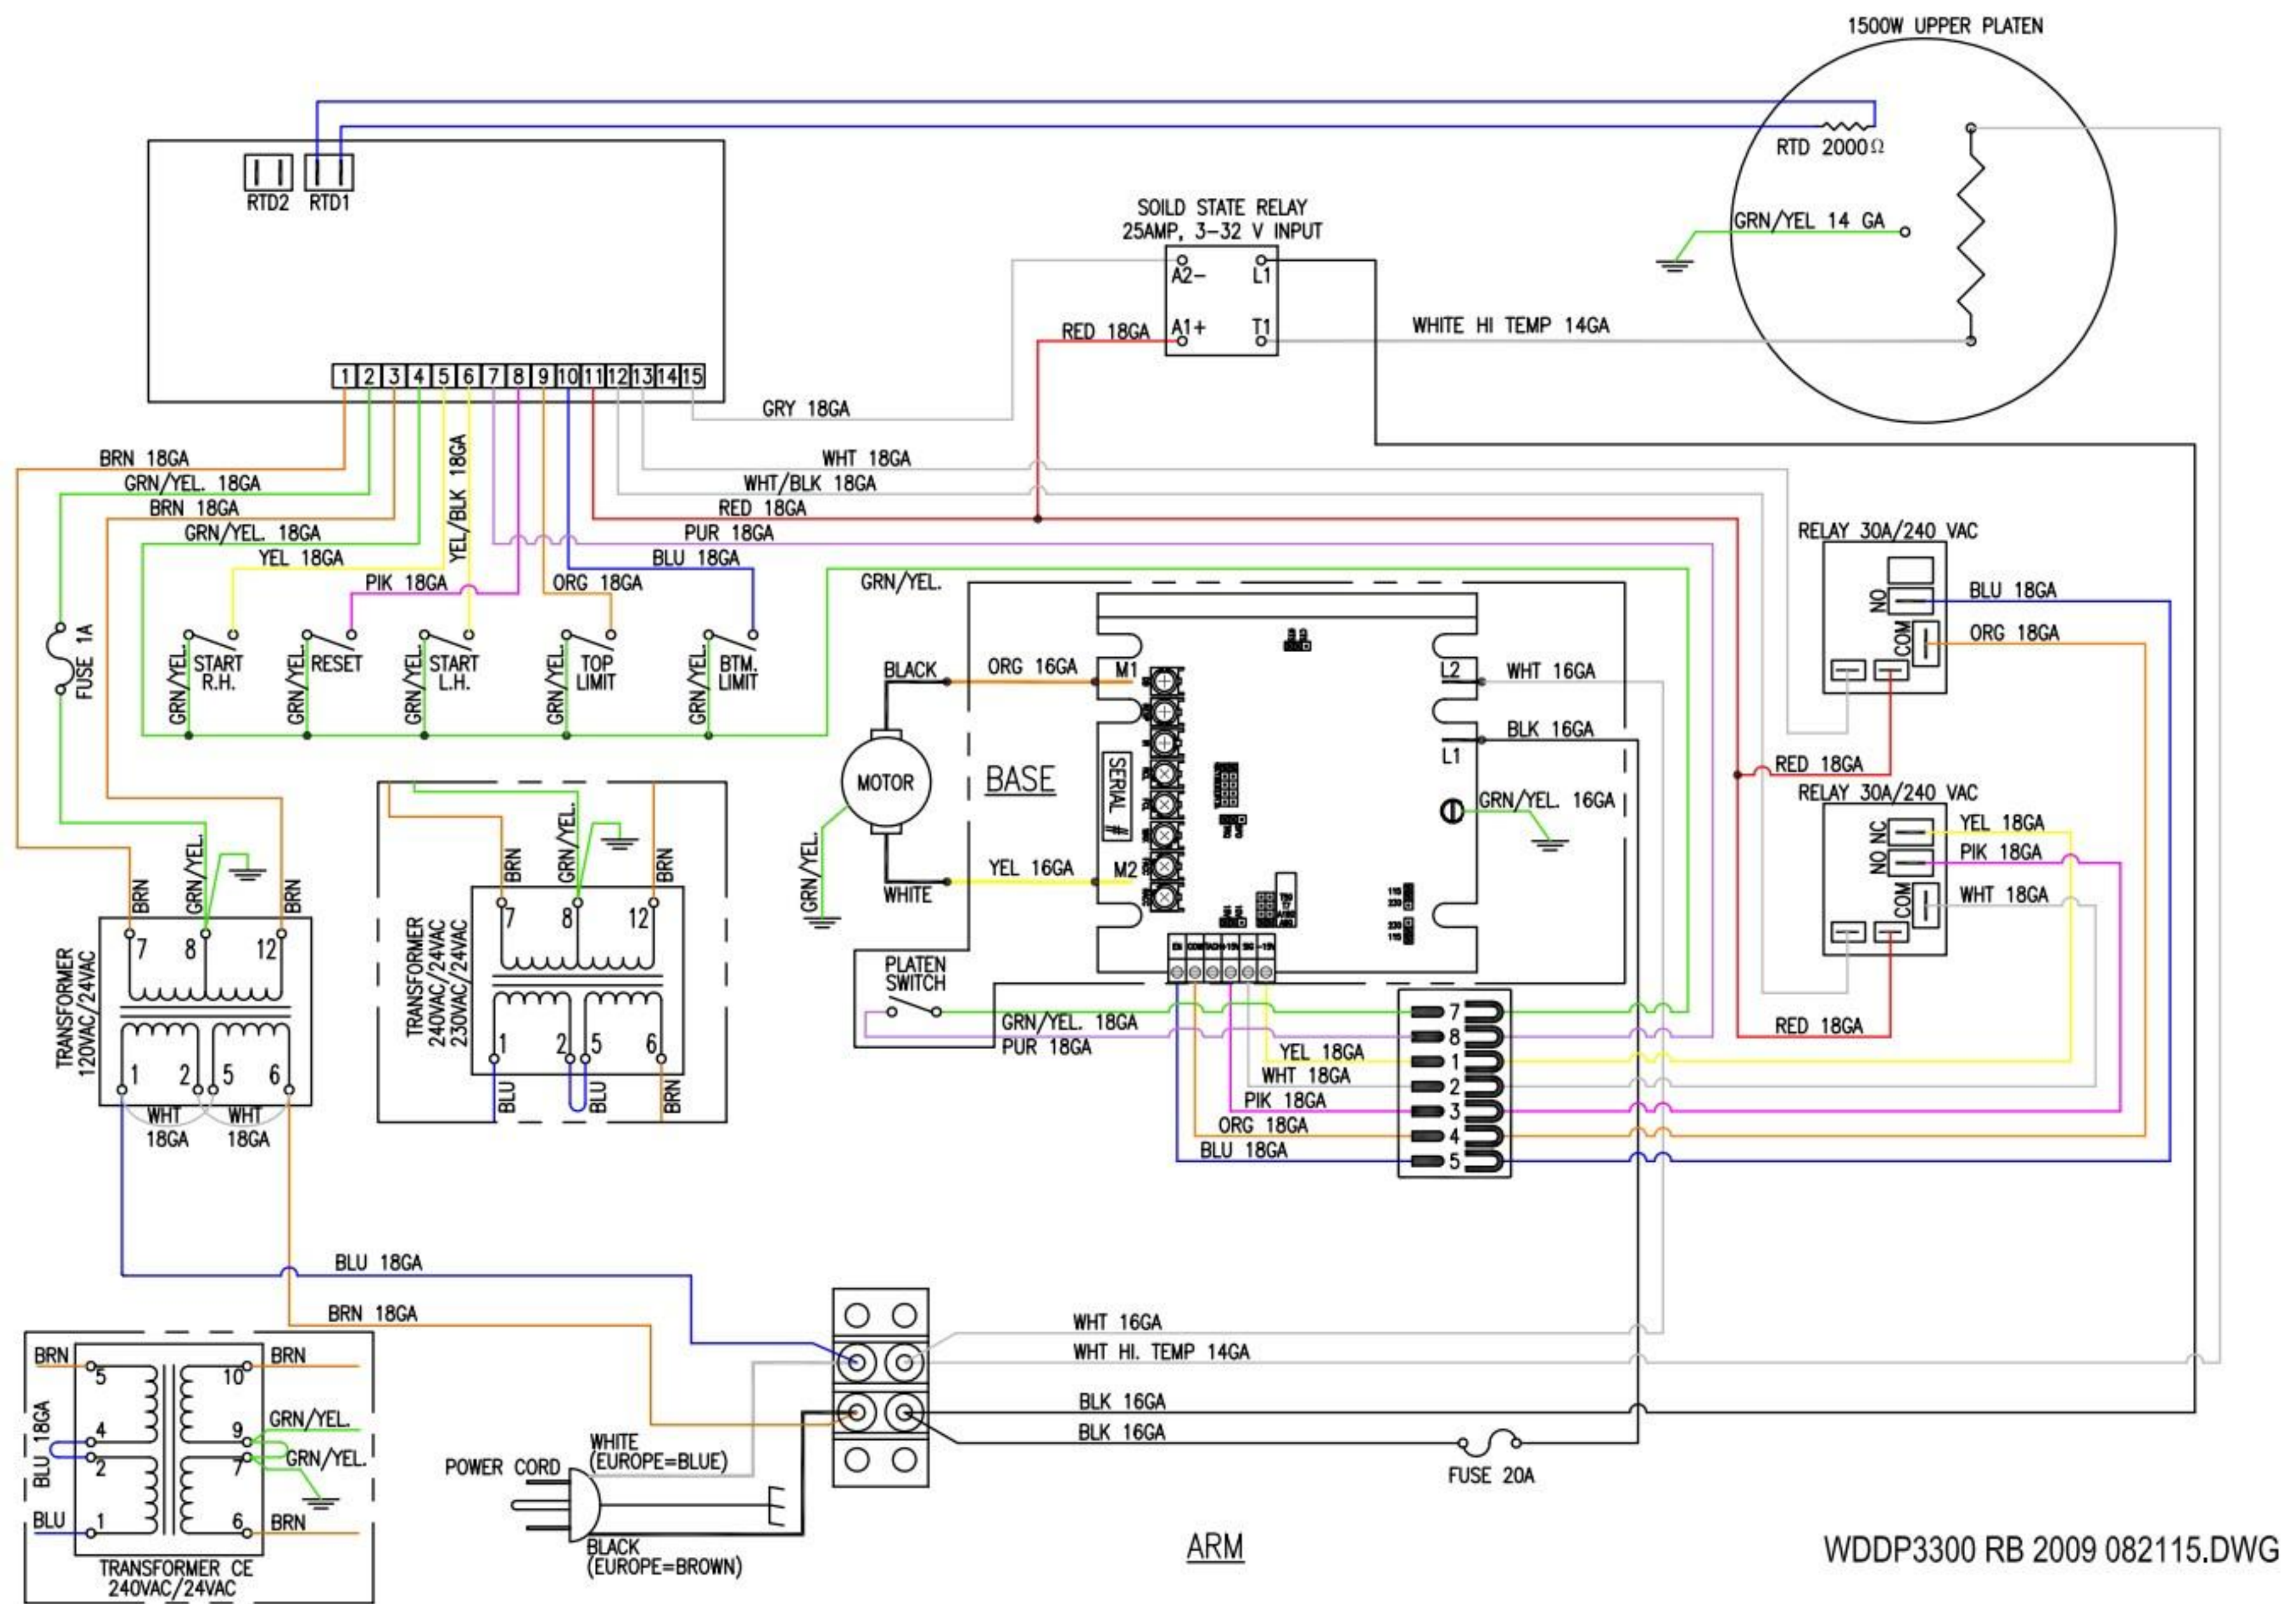 1500W UPPER PLATEN
RTD 2000Ω
GRN/YEL 14 GA
RTD2
RTD1
SOILD STATE RELAY
25AMP, 3-32 V INPUT
A2-
L1
A1+
T1
RED 18GA
WHITE HI TEMP 14GA
1 2 3 4 5 6 7 8 9 10 11 12 13 14 15
GRY 18GA
BRN 18GA
WHT 18GA
GRN/YEL. 18GA
WHT/BLK 18GA
BRN 18GA
RED 18GA
YEL/BLK 18GA
GRN/YEL. 18GA
PUR 18GA
YEL 18GA
BLU 18GA
PIK 18GA
ORG 18GA
GRN/YEL.
FUSE 1A
GRN/YEL.
START
R.H.
GRN/YEL.
RESET
GRN/YEL.
START
L.H.
GRN/YEL.
TOP
LIMIT
GRN/YEL.
BTM.
LIMIT
RELAY 30A/240 VAC
NO
COM
BLU 18GA
ORG 18GA
RED 18GA
RELAY 30A/240 VAC
NC
NO
COM
YEL 18GA
PIK 18GA
WHT 18GA
RED 18GA
BLACK
ORG 16GA
M1
L2
WHT 16GA
BLK 16GA
L1
MOTOR
BASE
SERIAL #
GRN/YEL. 16GA
GRN/YEL.
YEL 16GA
M2
WHITE
115
230
230
115
PLATEN
SWITCH
GRN/YEL. 18GA
PUR 18GA
YEL 18GA
WHT 18GA
PIK 18GA
ORG 18GA
BLU 18GA
7
8
1
2
3
4
5
BRN
GRN/YEL.
BRN
7
8
12
TRANSFORMER
120VAC/24VAC
1
2
5
6
WHT
18GA
WHT
18GA
BRN
GRN/YEL.
BRN
7
8
12
TRANSFORMER
240VAC/24VAC
230VAC/24VAC
1
2
5
6
BLU
BLU
BRN
BLU 18GA
BRN 18GA
WHT 16GA
WHT HI. TEMP 14GA
BLK 16GA
BLK 16GA
FUSE 20A
BRN
5
10
BRN
BLU 18GA
4
9
GRN/YEL.
2
7
GRN/YEL.
BLU
1
6
BRN
TRANSFORMER CE
240VAC/24VAC
POWER CORD
WHITE
(EUROPE=BLUE)
BLACK
(EUROPE=BROWN)
ARM
WDDP3300 RB 2009 082115.DWG